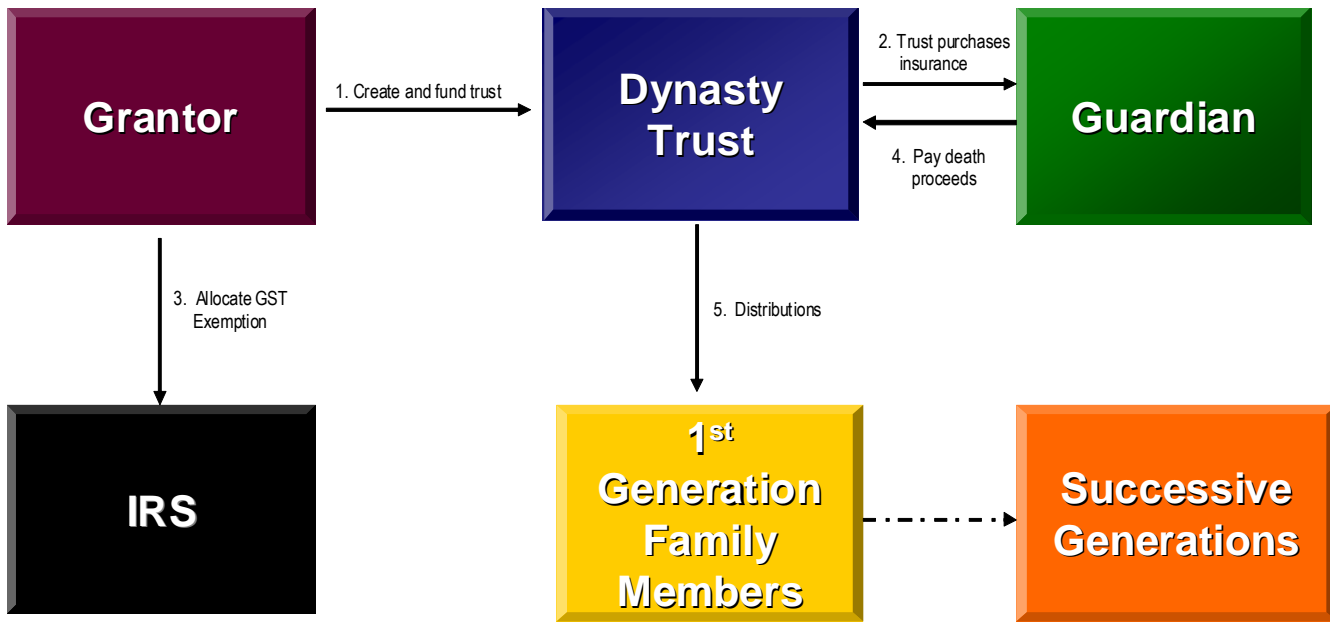 Grantor
1. Create and fund trust
Dynasty
Trust
2. Trust purchases
insurance
4. Pay death
proceeds
Guardian
3. Allocate GST
Exemption
5. Distributions
IRS
1st
Generation
Family
Members
Successive
Generations